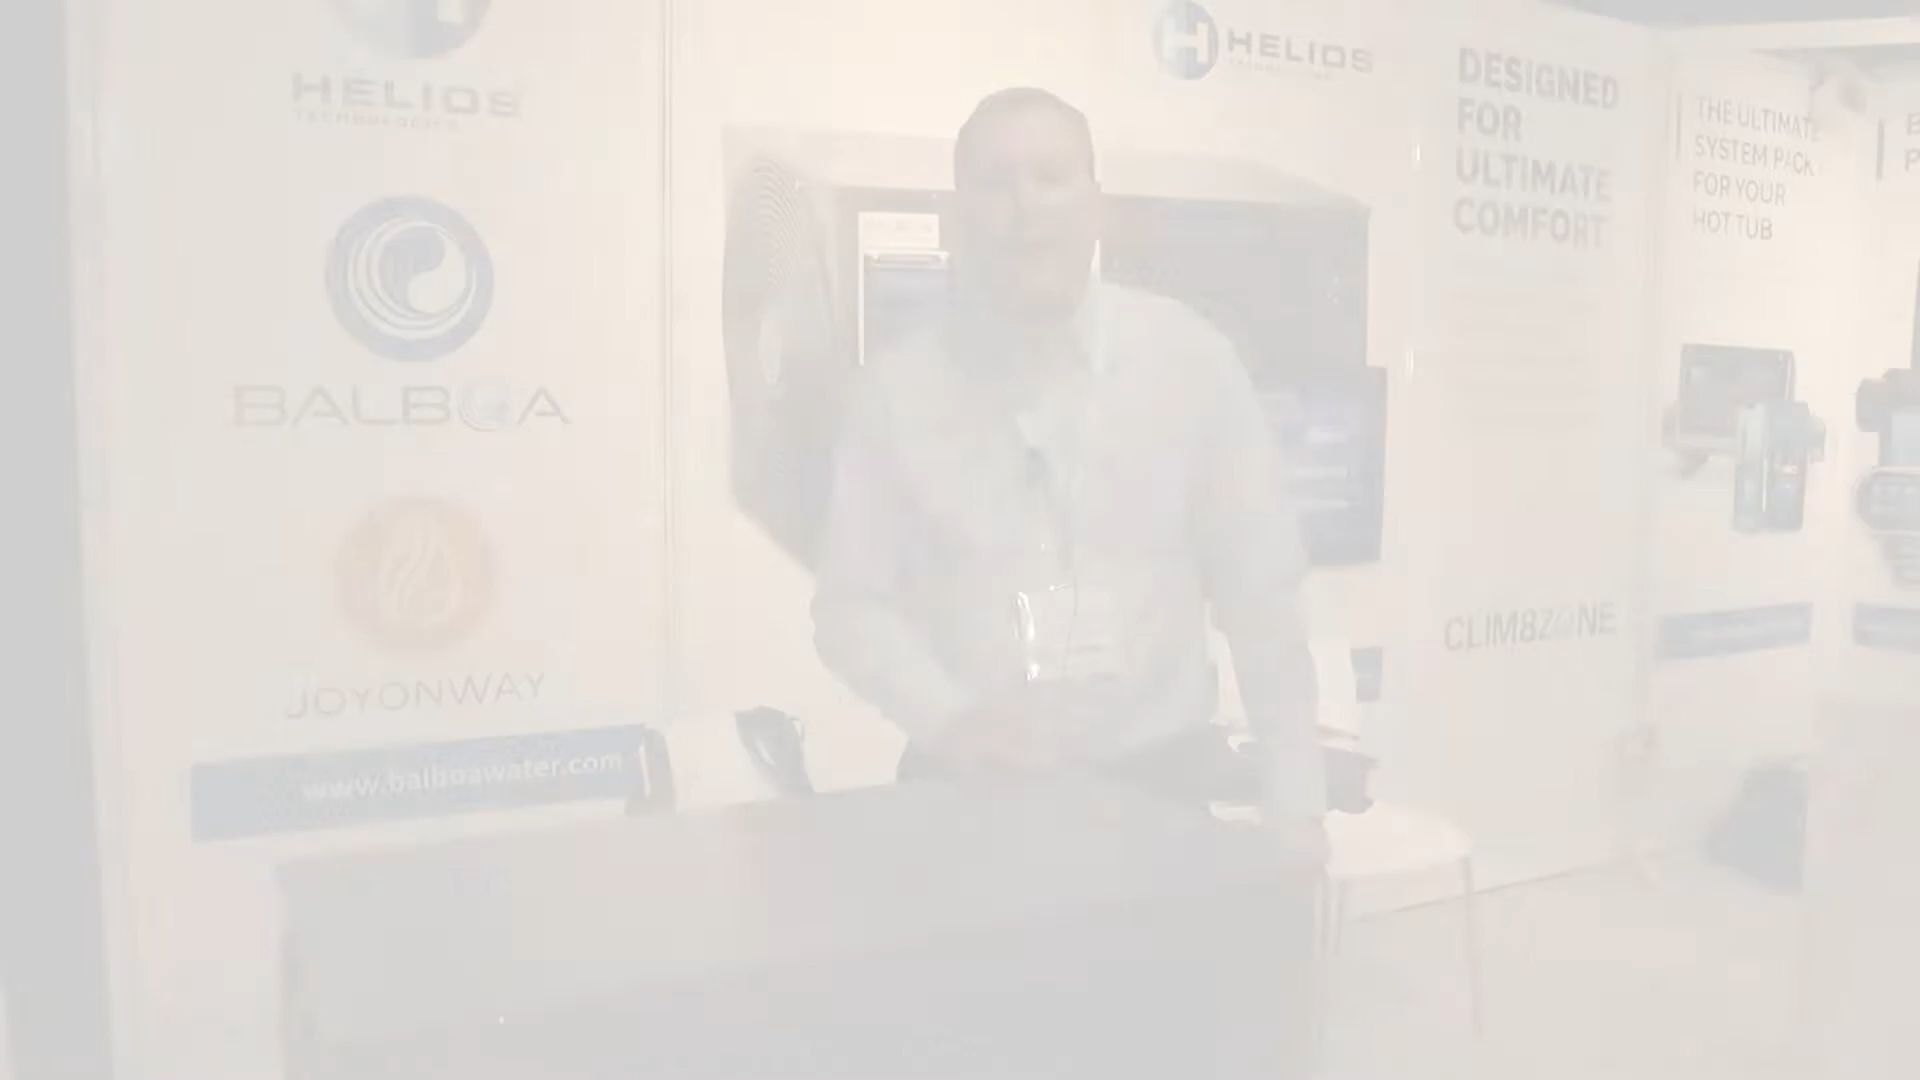 HELIOS
TECHNOLOGIES
BALBOA
JOYONWAY
www.balboawater.com
HELIOS
DESIGNED
FOR
ULTIMATE
COMFORT
CLIM8ZONE
THE ULTIMATE
SYSTEM PACK
FOR YOUR
HOT TUB